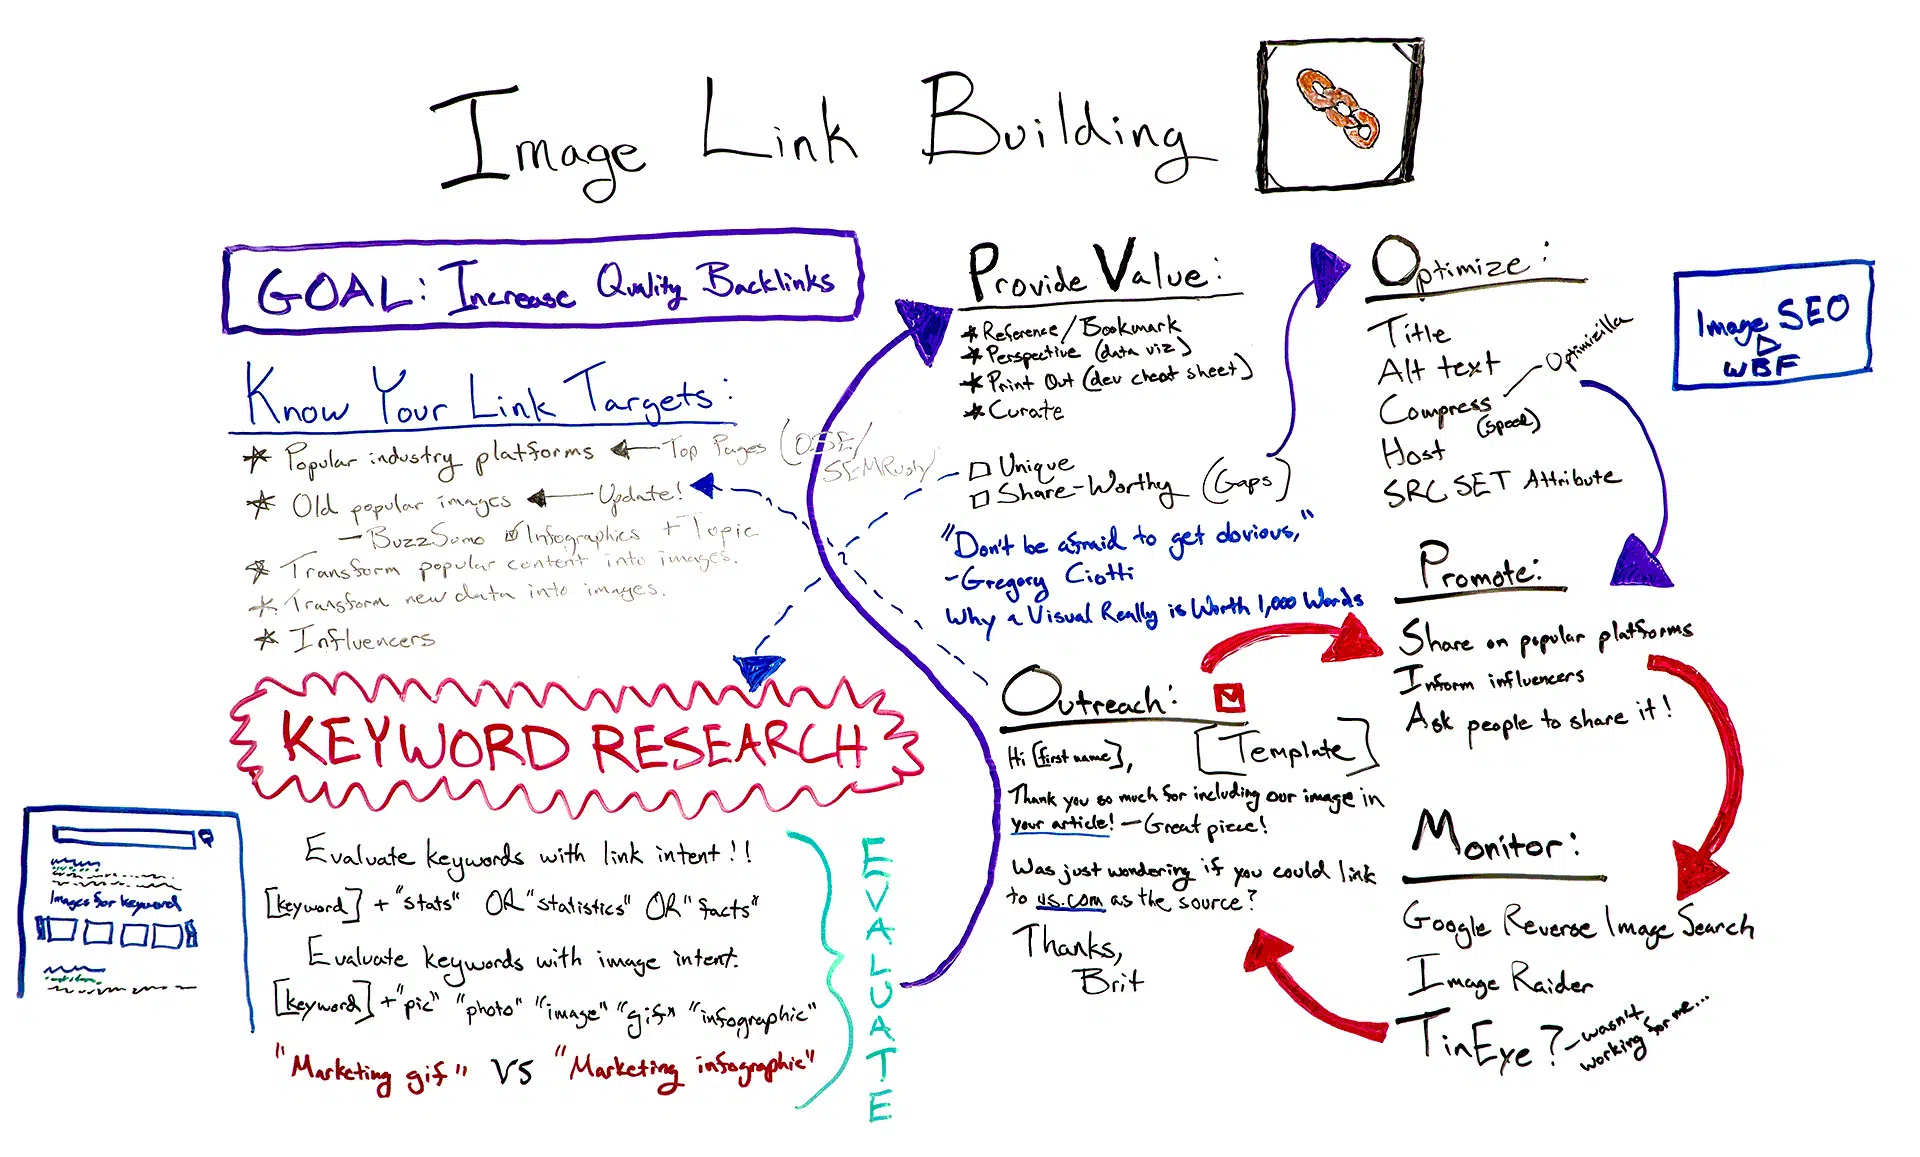 Image Link Building
GOAL: Increase Quality Backlinks
Know Your Link Targets:
* Popular industry platforms ← Top Pages (OSE/
SEMRush)
* Old popular images ← Update!
- BuzzSumo ☑ Infographics + Topic
* Transform popular content into images.
* Transform new data into images.
* Influencers
KEYWORD RESEARCH
Images for keyword
Evaluate keywords with link intent!!
[keyword] + "stats" OR "statistics" OR "facts"
Evaluate keywords with image intent.
[keyword] + "pic" "photo" "image" "gif" "infographic"
"Marketing gif" VS "Marketing infographic"
EVALUATE
Provide Value:
* Reference/Bookmark
* Perspective (data viz)
* Print Out (dev cheat sheet)
* Curate
☐ Unique
☐ Share-Worthy (Gaps)
"Don't be afraid to get obvious,"
- Gregory Ciotti
Why a Visual Really is Worth 1,000 Words
Outreach:
[Template]
Hi [first name],
Thank you so much for including our image in
your article! - Great piece!
Was just wondering if you could link
to us.com as the source?
Thanks,
Brit
Optimize:
Title
Alt text
Compress - Optimizilla
(speed)
Host
SRC SET Attribute
Image SEO
WBF
Promote:
Share on popular platforms
Inform influencers
Ask people to share it!
Monitor:
Google Reverse Image Search
Image Raider
TinEye? - wasn't
working for me...